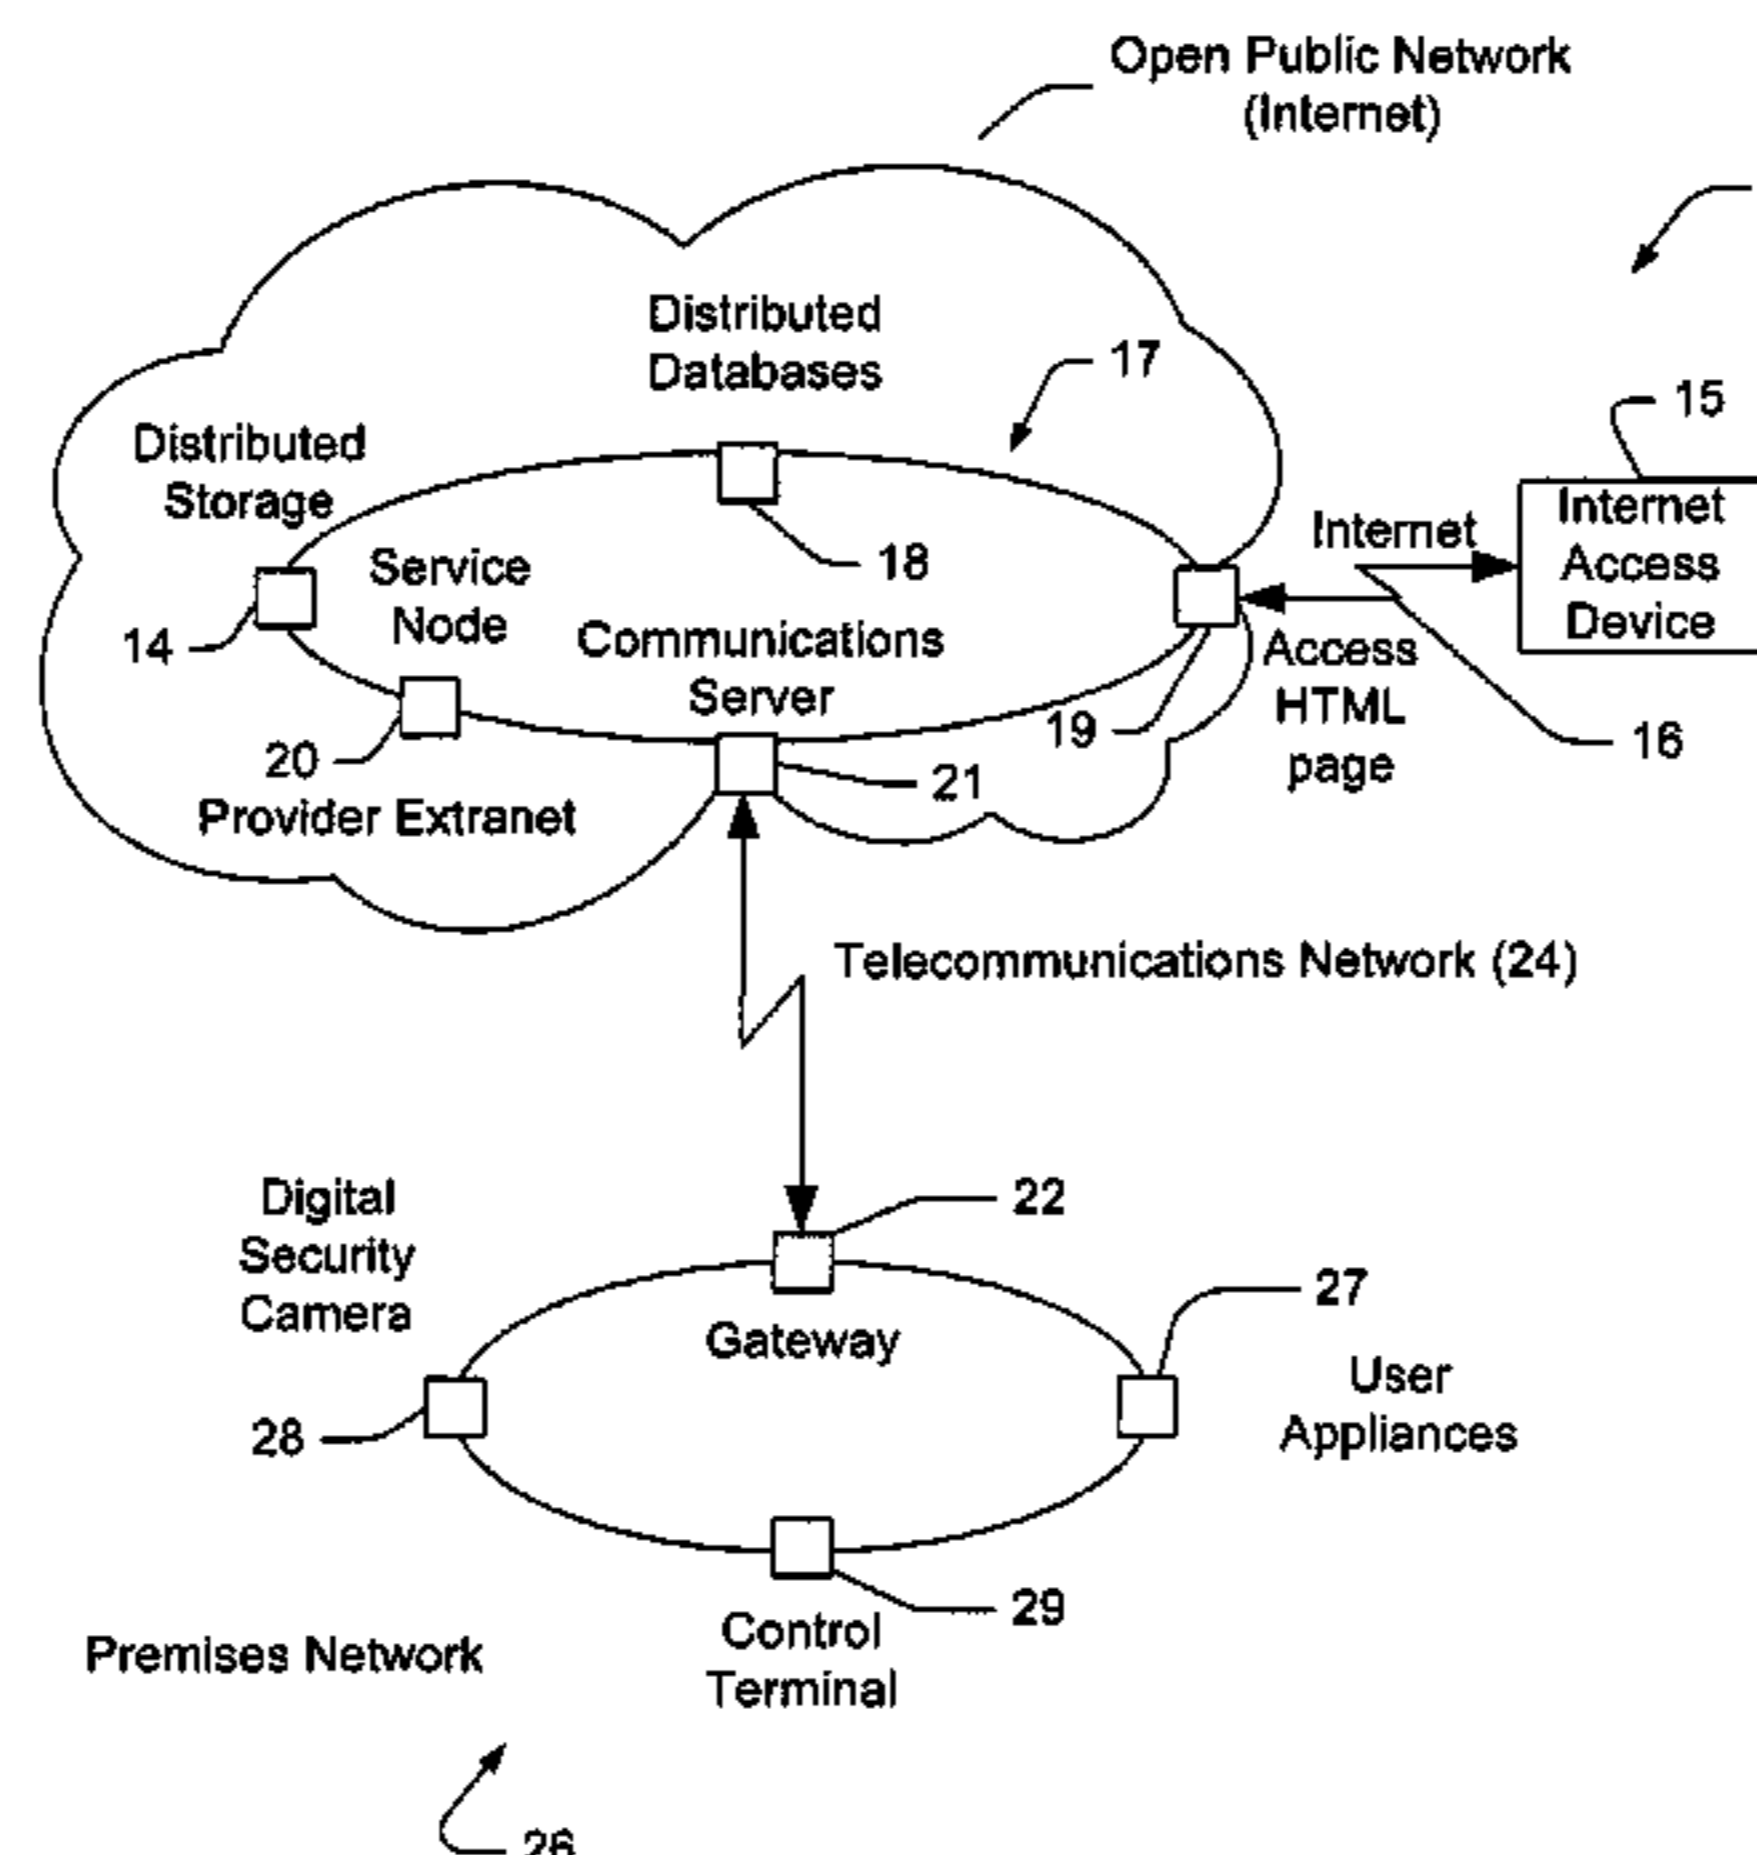 Open Public Network
(Internet)
Distributed
Databases
17
15
Distributed
Storage
Internet
Internet
Access
Device
18
Service
Node
14
Communications
Server
Access
HTML
page
19
16
20
21
Provider Extranet
Telecommunications Network (24)
Digital
Security
Camera
22
27
Gateway
User
Appliances
28
29
Control
Terminal
Premises Network
26